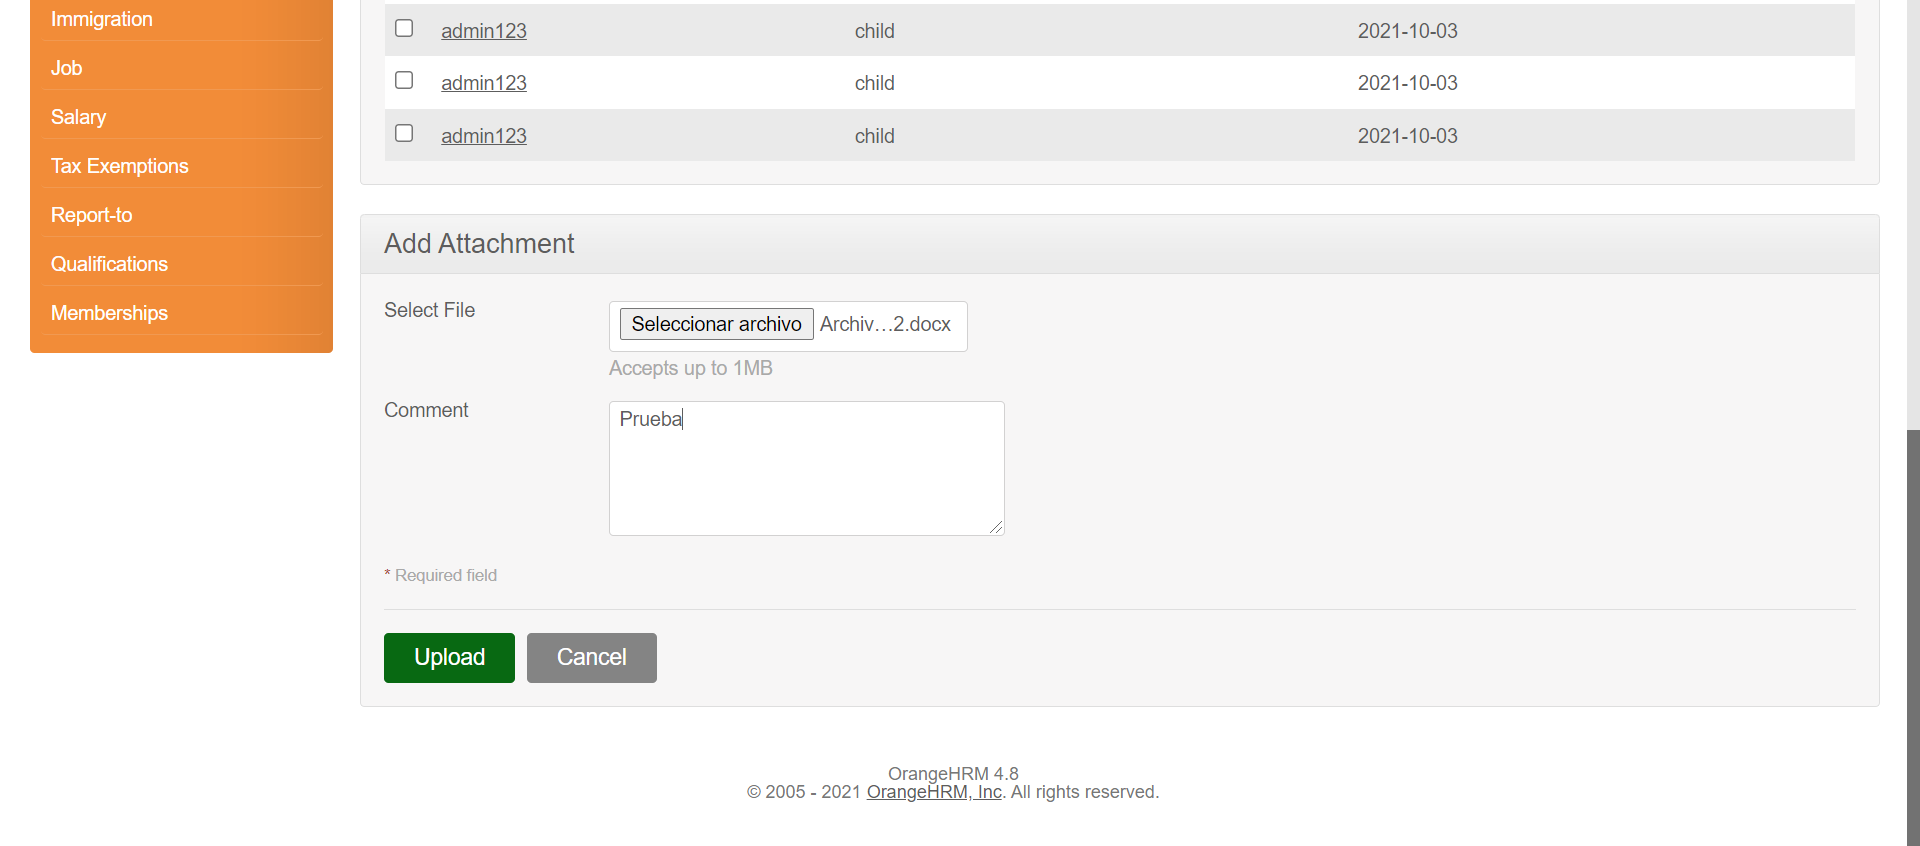 Immigration
Job
Salary
Tax Exemptions
Report-to
Qualifications
Memberships
admin123 child 2021-10-03
admin123 child 2021-10-03
admin123 child 2021-10-03
Add Attachment
Select File
Seleccionar archivo Archiv...2.docx
Accepts up to 1MB
Comment
Prueba
* Required field
Upload Cancel
OrangeHRM 4.8
© 2005 - 2021 OrangeHRM, Inc. All rights reserved.